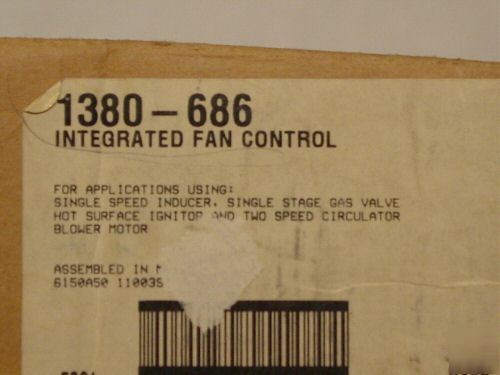 1380-686
INTEGRATED FAN CONTROL
FOR APPLICATIONS USING:
SINGLE SPEED INDUCER. SINGLE STAGE GAS VALVE
HOT SURFACE IGNITOR AND TWO SPEED CIRCULATOR
BLOWER MOTOR
ASSEMBLED IN
6150A50 110035